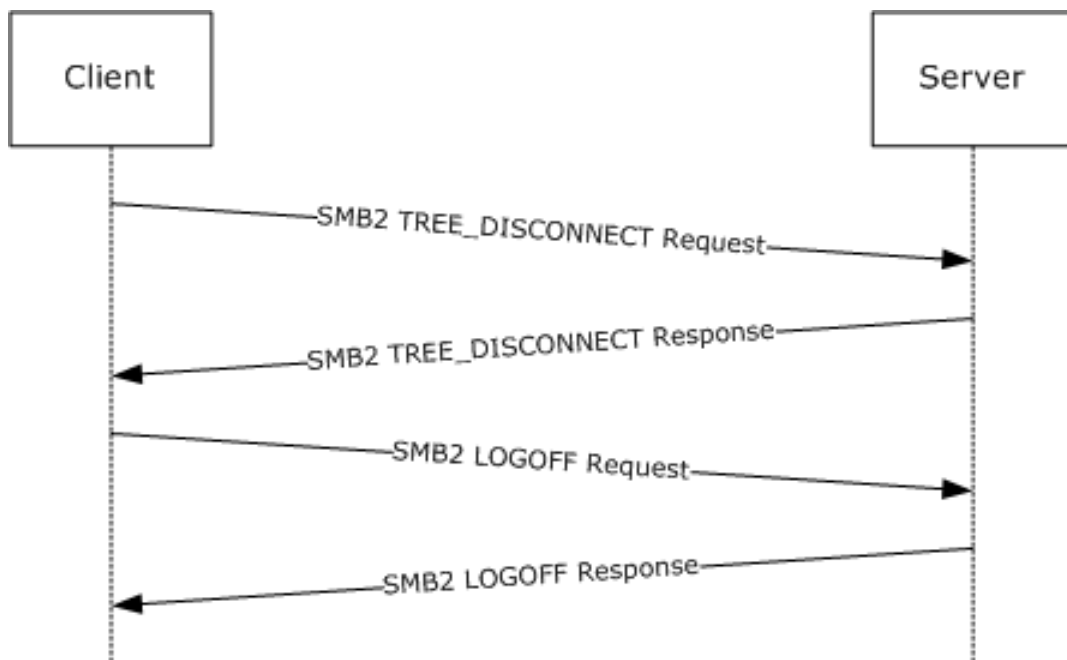 Client
Server
SMB2 TREE_DISCONNECT Request
SMB2 TREE_DISCONNECT Response
SMB2 LOGOFF Request
SMB2 LOGOFF Response